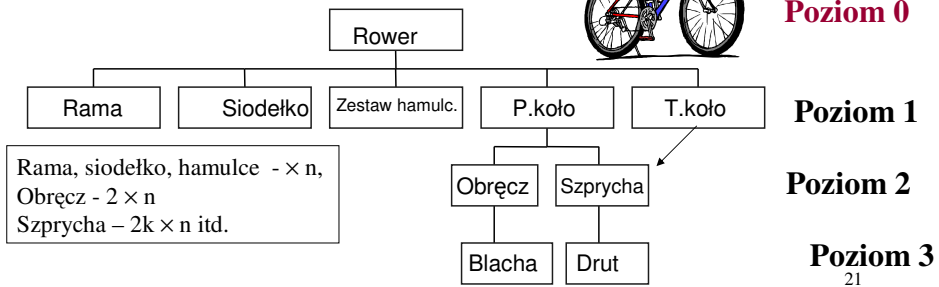 Poziom 0
Rower
Rama Siodełko Zestaw hamulc. P.koło T.koło Poziom 1
Rama, siodełko, hamulce - × n,
Obręcz - 2 × n
Szprycha – 2k × n itd.
Obręcz Szprycha Poziom 2
Blacha Drut Poziom 3
21